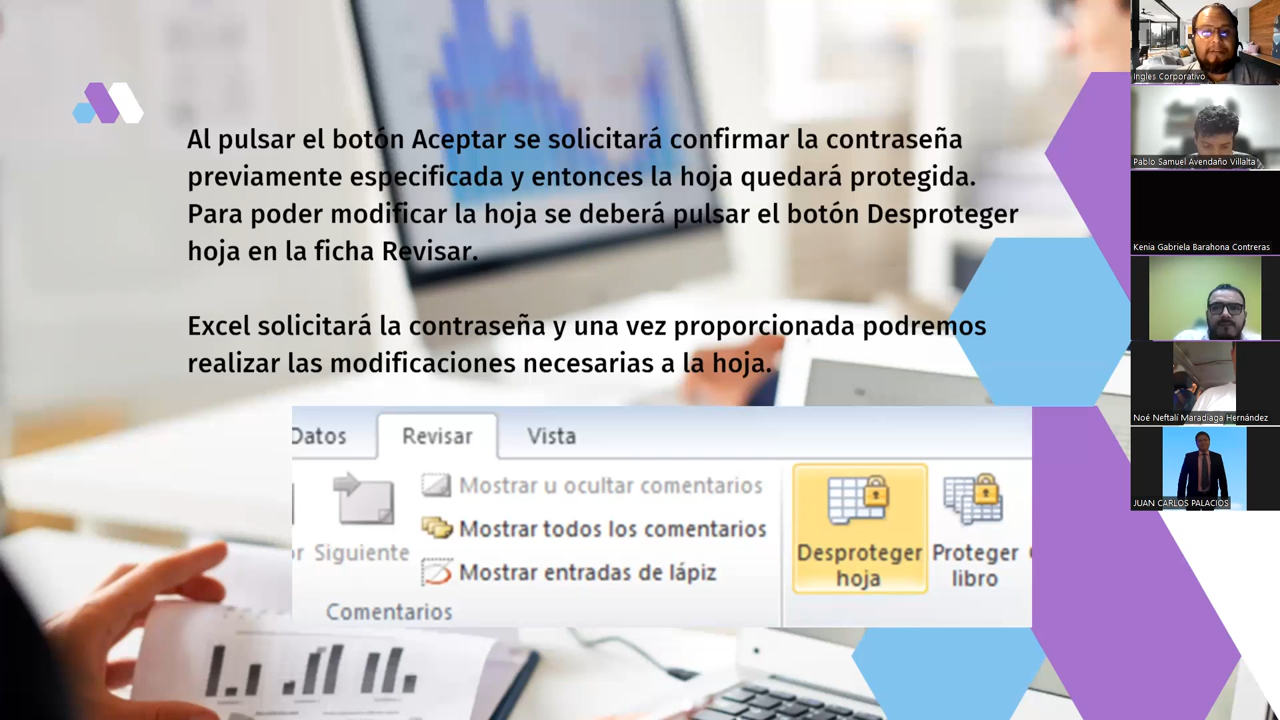 Al pulsar el botón Aceptar se solicitará confirmar la contraseña
previamente especificada y entonces la hoja quedará protegida.
Para poder modificar la hoja se deberá pulsar el botón Desproteger
hoja en la ficha Revisar.
Excel solicitará la contraseña y una vez proporcionada podremos
realizar las modificaciones necesarias a la hoja.
Datos Revisar Vista
Siguiente
Mostrar u ocultar comentarios
Mostrar todos los comentarios
Mostrar entradas de lápiz
Comentarios
Desproteger
hoja
Proteger
libro
Ingles Corporativo
Pablo Samuel Avendaño Villalta
Kenia Gabriela Barahona Contreras
Noé Neftalí Maradiaga Hernández
JUAN CARLOS PALACIOS